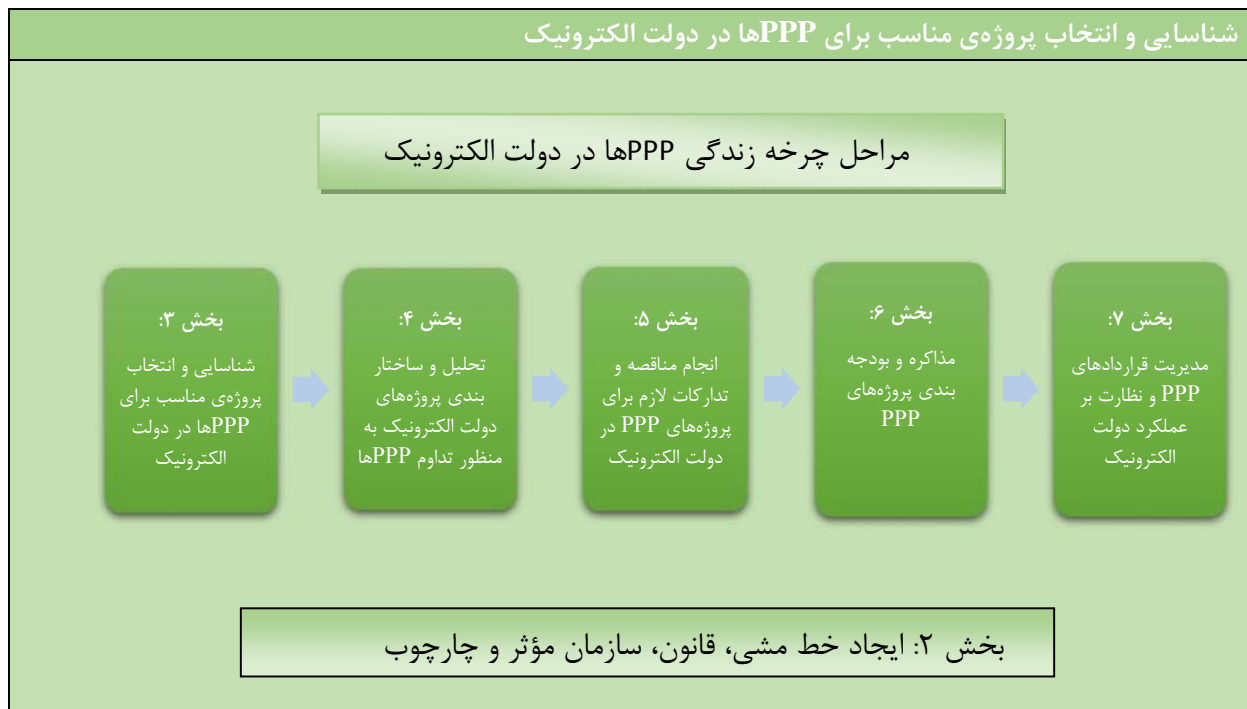 شناسایی و انتخاب پروژه‌ی مناسب برای PPPها در دولت الکترونیک
مراحل چرخه زندگی PPPها در دولت الکترونیک
بخش ۳:
شناسایی و انتخاب
پروژه‌ی مناسب برای
PPPها در دولت
الکترونیک
بخش ۴:
تحلیل و ساختار
بندی پروژه‌های
دولت الکترونیک به
منظور تداوم PPPها
بخش ۵:
انجام مناقصه و
تدارکات لازم برای
پروژه‌های PPP در
دولت الکترونیک
بخش ۶:
مذاکره و بودجه
بندی پروژه‌های
PPP
بخش ۷:
مدیریت قراردادهای
PPP و نظارت بر
عملکرد دولت
الکترونیک
بخش ۲: ایجاد خط مشی، قانون، سازمان مؤثر و چارچوب